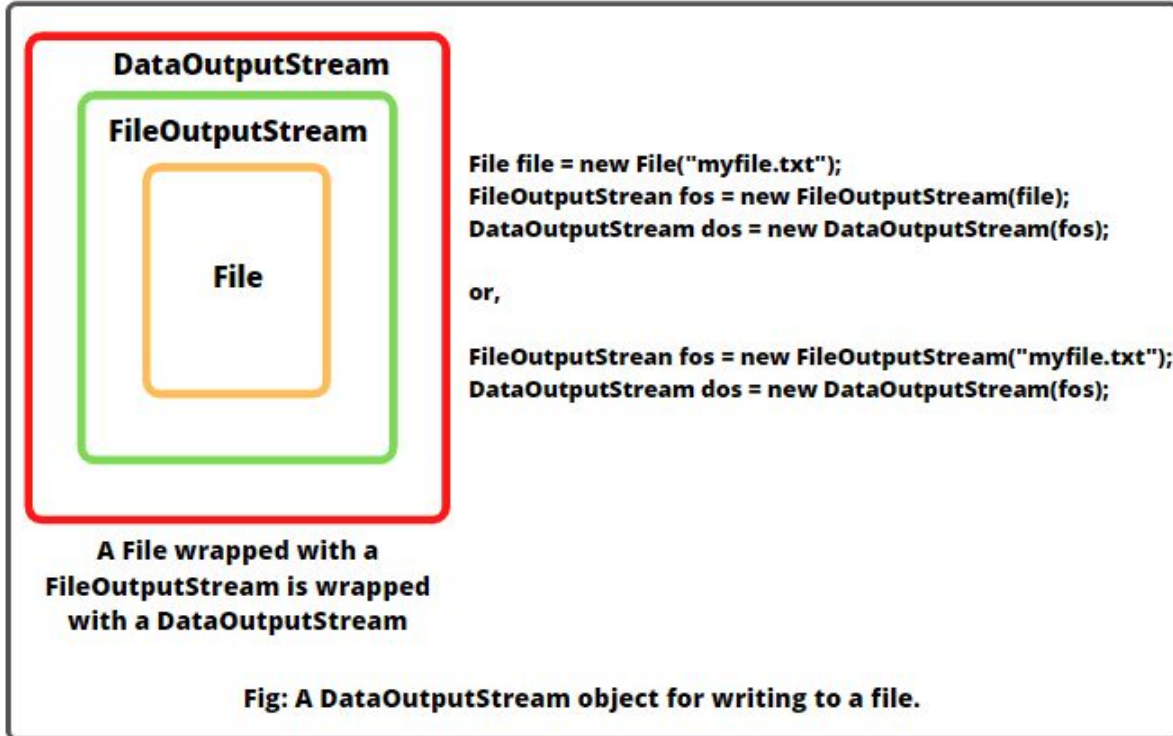 DataOutputStream
FileOutputStream
File
A File wrapped with a
FileOutputStream is wrapped
with a DataOutputStream
File file = new File("myfile.txt");
FileOutputStrean fos = new FileOutputStream(file);
DataOutputStream dos = new DataOutputStream(fos);
or,
FileOutputStrean fos = new FileOutputStream("myfile.txt");
DataOutputStream dos = new DataOutputStream(fos);
Fig: A DataOutputStream object for writing to a file.